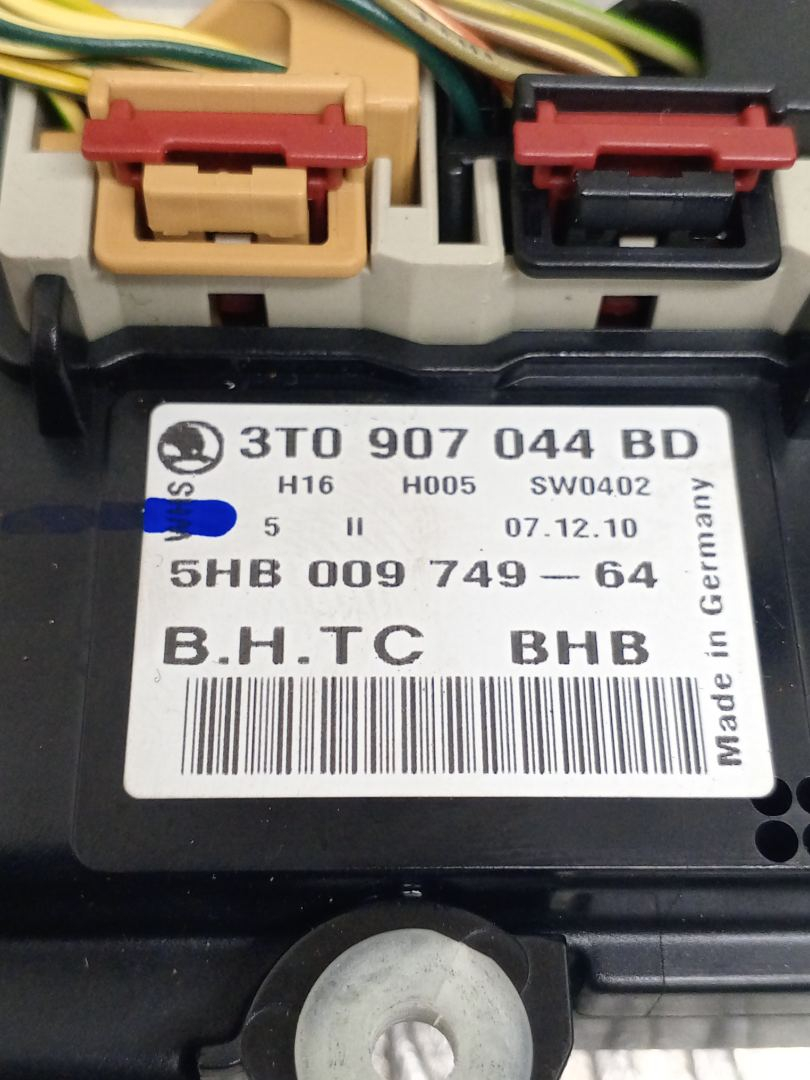 3T0 907 044 BD
H16 H005 SW0402
WHS
5 II 07.12.10
5HB 009 749 – 64
B.H.TC BHB
Made in Germany